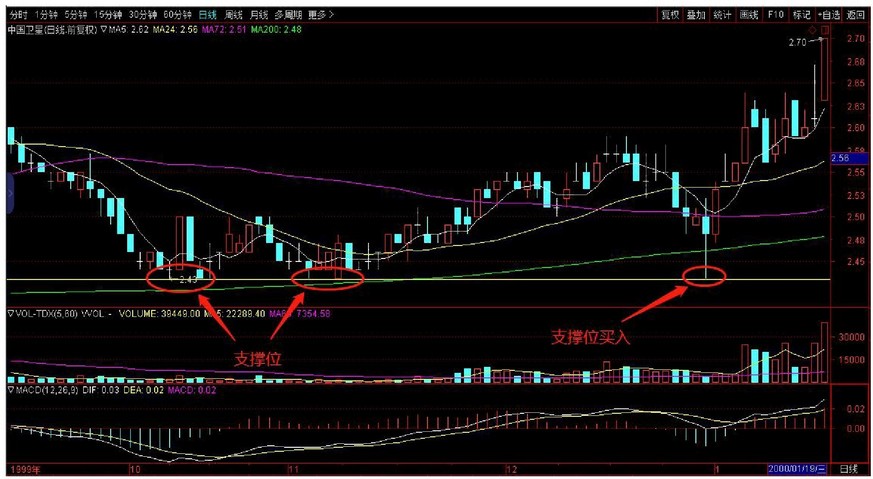 分时 1分钟 5分钟 15分钟 30分钟 60分钟 日线 周线 月线 多周期 更多> 复权 叠加 统计 画线 F10 标记 +自选 返回
中国卫星(日线.前复权) ▽MA5: 2.62 MA24: 2.56 MA72: 2.51 MA200: 2.48
2.70
2.70
2.68
2.65
2.63
2.60
2.58
2.56
2.55
2.53
2.50
2.48
2.45
2.43
▽VOL-TDX(5,60) VVOL - VOLUME: 39449.00 MA5: 22289.40 MA60: 7354.58
支撑位
支撑位买入
30000
15000
▽MACD(12,26,9) DIF: 0.03 DEA: 0.02 MACD: 0.02
0.02
0.00
1999年 10 11 12 1 2000/01/19/三 日线